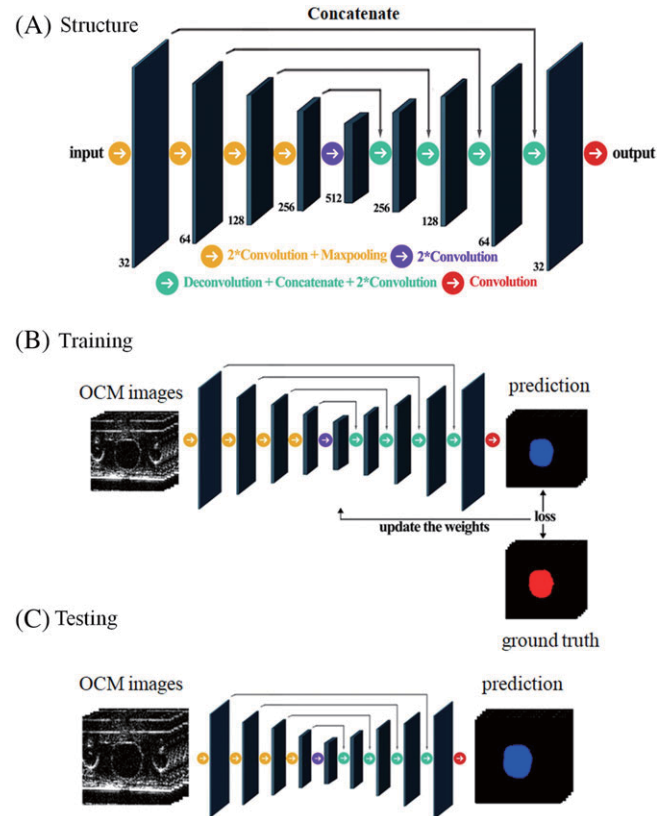 (A) Structure
Concatenate
input
output
32
64
128
256
512
256
128
64
32
2*Convolution + Maxpooling
2*Convolution
Deconvolution + Concatenate + 2*Convolution
Convolution
(B) Training
OCM images
prediction
loss
update the weights
ground truth
(C) Testing
OCM images
prediction